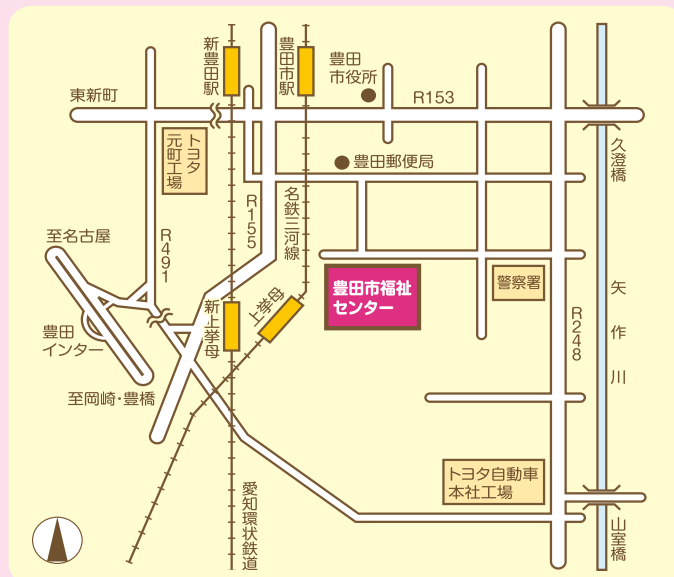 新豊田駅
豊田市駅
豊田
市役所
東新町
R153
トヨタ
元町工場
豊田郵便局
久澄橋
R155
名鉄三河線
至名古屋
R491
豊田市福祉
センター
警察署
矢作川
新上挙母
上挙母
R248
豊田
インター
至岡崎・豊橋
トヨタ自動車
本社工場
愛知環状鉄道
山室橋